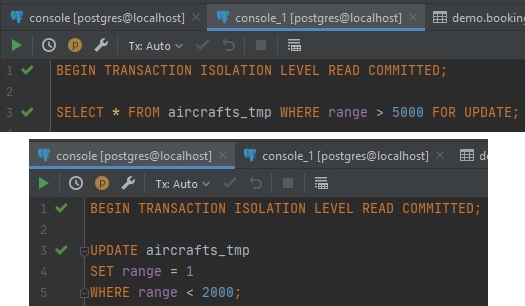 console [postgres@localhost] console_1 [postgres@localhost] demo.booking
Tx: Auto
1 BEGIN TRANSACTION ISOLATION LEVEL READ COMMITTED;
2
3 SELECT * FROM aircrafts_tmp WHERE range > 5000 FOR UPDATE;
console [postgres@localhost] console_1 [postgres@localhost] d
Tx: Auto
1 BEGIN TRANSACTION ISOLATION LEVEL READ COMMITTED;
2
3 UPDATE aircrafts_tmp
4 SET range = 1
5 WHERE range < 2000;